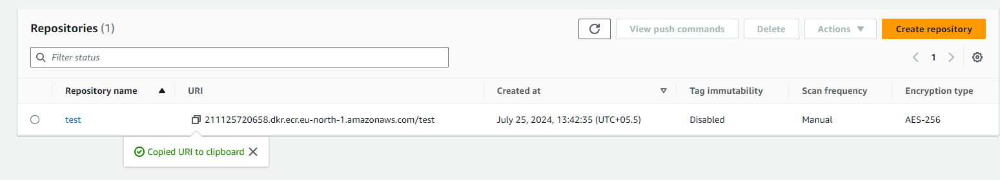 Repositories (1)
View push commands
Delete
Actions
Create repository
Filter status
1
Repository name
URI
Created at
Tag immutability
Scan frequency
Encryption type
test
211125720658.dkr.ecr.eu-north-1.amazonaws.com/test
July 25, 2024, 13:42:35 (UTC+05.5)
Disabled
Manual
AES-256
Copied URI to clipboard